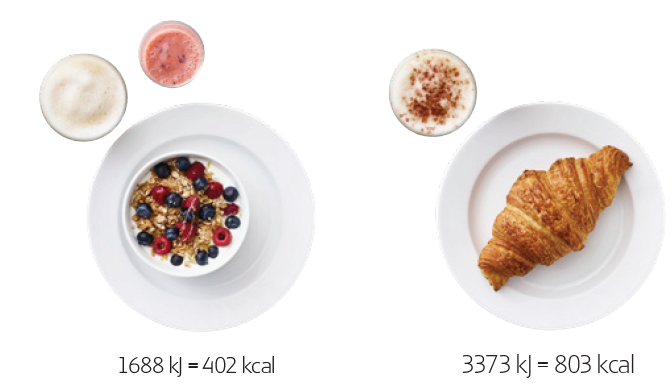 1688 kJ = 402 kcal
3373 kJ = 803 kcal